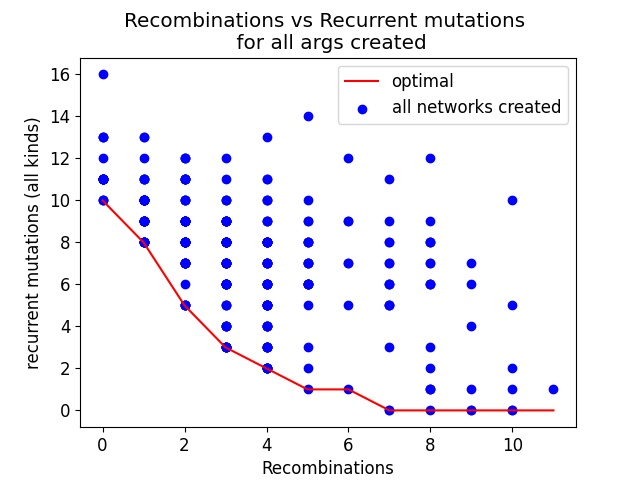 Recombinations vs Recurrent mutations
for all args created
optimal
all networks created
recurrent mutations (all kinds)
16
14
12
10
8
6
4
2
0
0 2 4 6 8 10
Recombinations